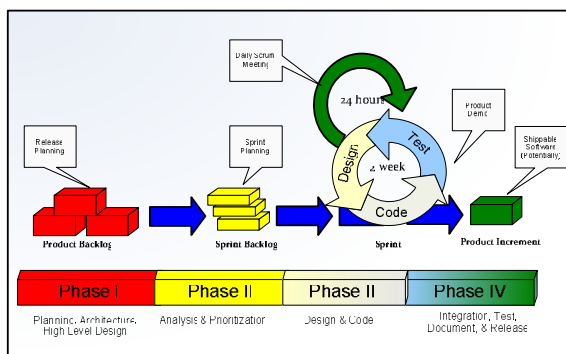 Daily Scrum
Meeting
24 hours
Release
Planning
Sprint
Planning
Product
Demo
Shippable
Software
(Potentially)
Design
Test
Code
2 week
Product Backlog
Sprint Backlog
Sprint
Product Increment
Phase I
Phase II
Phase II
Phase IV
Planning, Architecture,
High Level Design
Analysis & Prioritization
Design & Code
Integration, Test,
Document, & Release